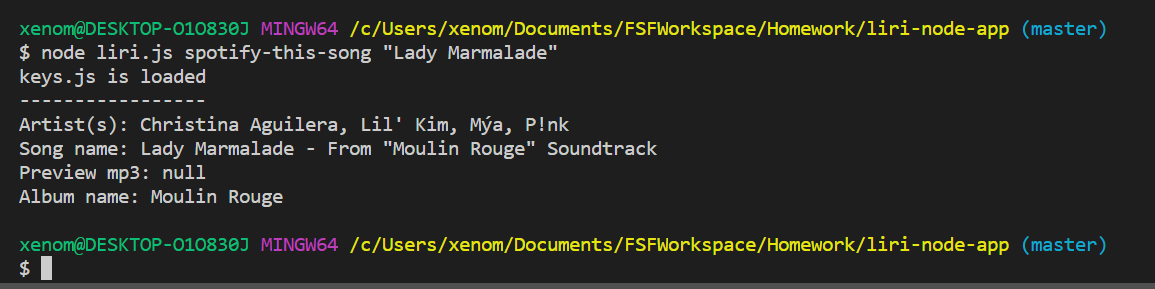 xenom@DESKTOP-O1O830J MINGW64 /c/Users/xenom/Documents/FSFWorkspace/Homework/liri-node-app (master)
$ node liri.js spotify-this-song "Lady Marmalade"
keys.js is loaded
-----------------
Artist(s): Christina Aguilera, Lil' Kim, Mýa, P!nk
Song name: Lady Marmalade - From "Moulin Rouge" Soundtrack
Preview mp3: null
Album name: Moulin Rouge
xenom@DESKTOP-O1O830J MINGW64 /c/Users/xenom/Documents/FSFWorkspace/Homework/liri-node-app (master)
$